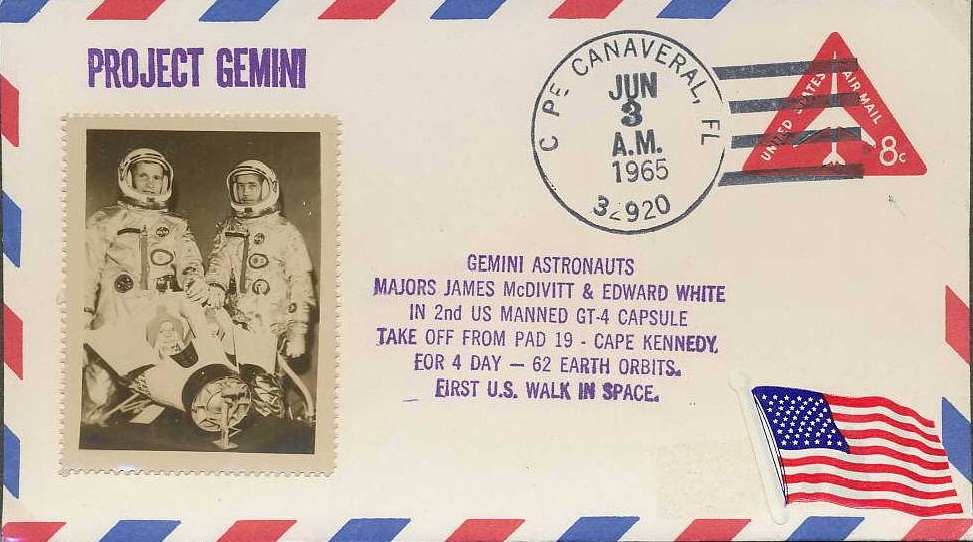 PROJECT GEMINI
C PE CANAVERAL, FL
JUN
3
A.M.
1965
32920
UNITED STATES
AIR MAIL
8c
GEMINI ASTRONAUTS
MAJORS JAMES McDIVITT & EDWARD WHITE
IN 2nd US MANNED GT-4 CAPSULE
TAKE OFF FROM PAD 19 - CAPE KENNEDY.
FOR 4 DAY — 62 EARTH ORBITS.
FIRST U.S. WALK IN SPACE.